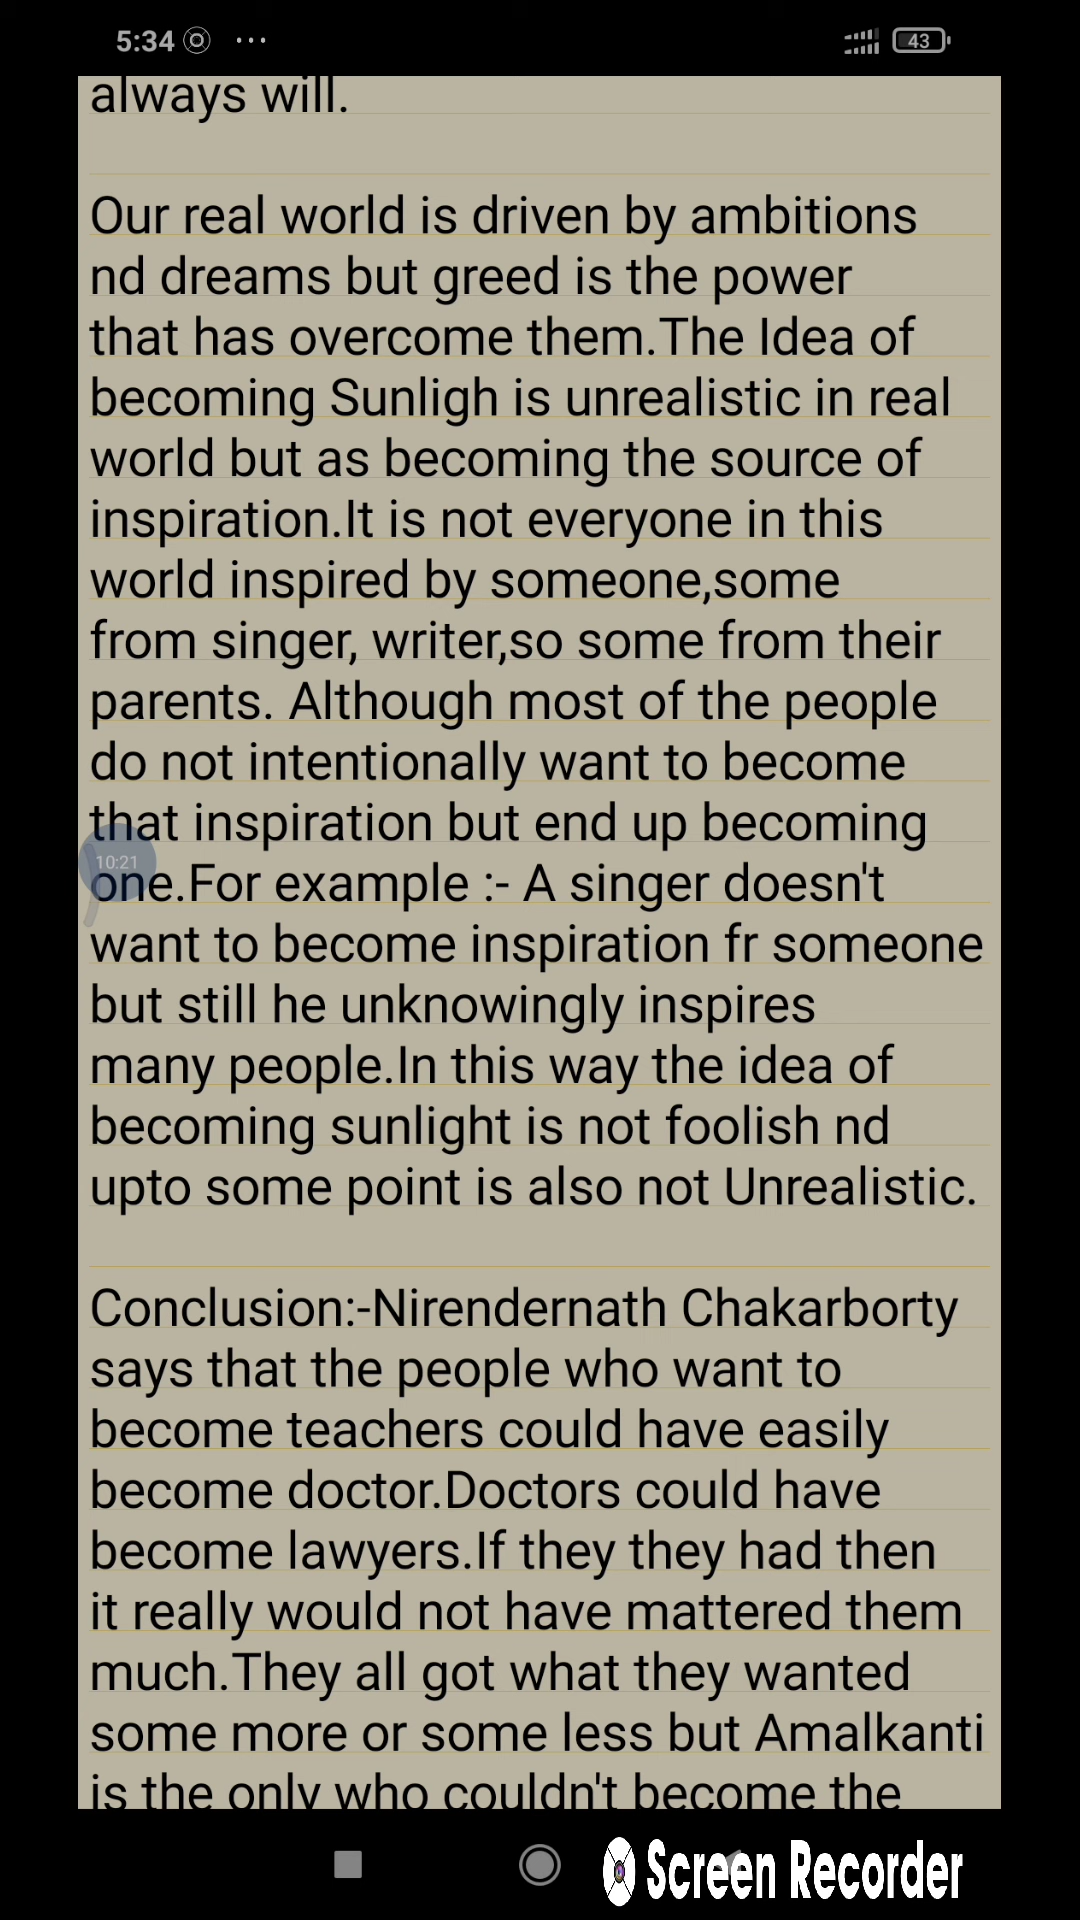 5:34
43
always will.
Our real world is driven by ambitions
nd dreams but greed is the power
that has overcome them.The Idea of
becoming Sunligh is unrealistic in real
world but as becoming the source of
inspiration.It is not everyone in this
world inspired by someone,some
from singer, writer,so some from their
parents. Although most of the people
do not intentionally want to become
that inspiration but end up becoming
10:21
one.For example :- A singer doesn't
want to become inspiration fr someone
but still he unknowingly inspires
many people.In this way the idea of
becoming sunlight is not foolish nd
upto some point is also not Unrealistic.
Conclusion:-Nirendernath Chakarborty
says that the people who want to
become teachers could have easily
become doctor.Doctors could have
become lawyers.If they they had then
it really would not have mattered them
much.They all got what they wanted
some more or some less but Amalkanti
is the only who couldn't become the
Screen Recorder